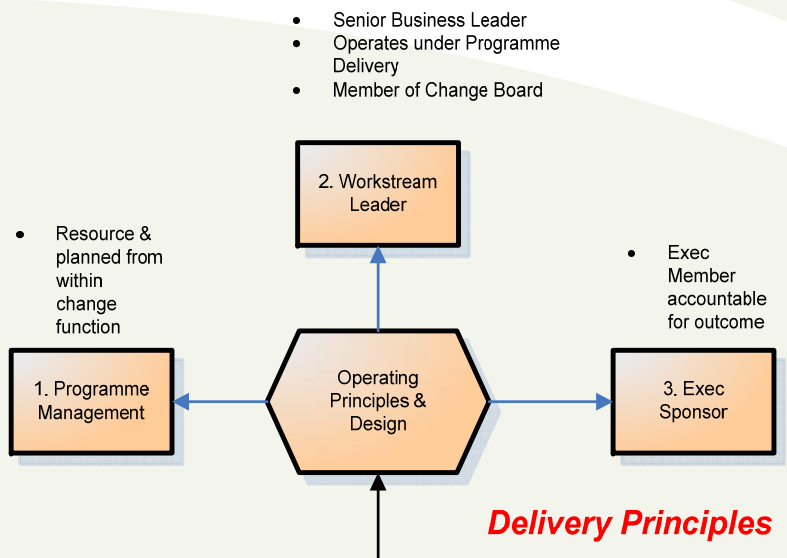 • Senior Business Leader
• Operates under Programme
Delivery
• Member of Change Board
2. Workstream
Leader
• Resource &
planned from
within
change
function
• Exec
Member
accountable
for outcome
1. Programme
Management
Operating
Principles &
Design
3. Exec
Sponsor
Delivery Principles